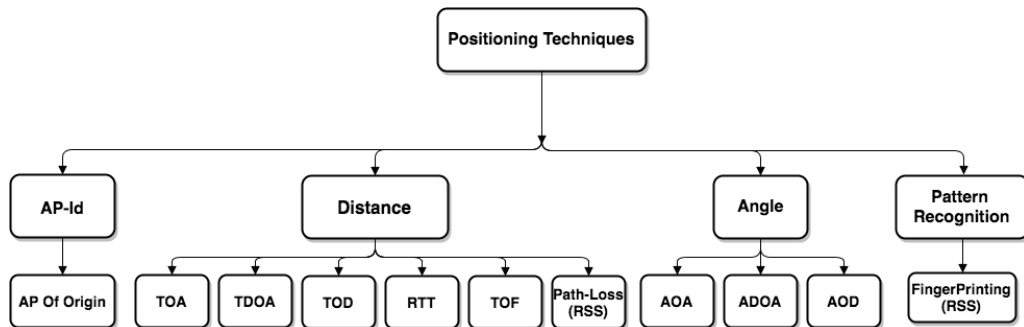 Positioning Techniques
AP-Id
Distance
Angle
Pattern
Recognition
AP Of Origin
TOA
TDOA
TOD
RTT
TOF
Path-Loss
(RSS)
AOA
ADOA
AOD
FingerPrinting
(RSS)